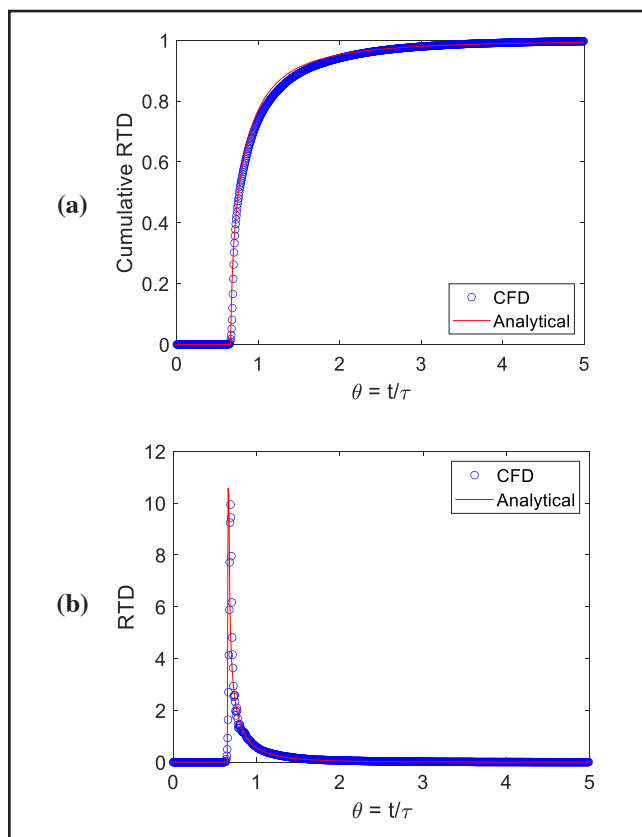 (a)
Cumulative RTD
1
0.8
0.6
0.4
0.2
0
0 1 2 3 4 5
θ = t/τ
CFD
Analytical
(b)
RTD
12
10
8
6
4
2
0
0 1 2 3 4 5
θ = t/τ
CFD
Analytical